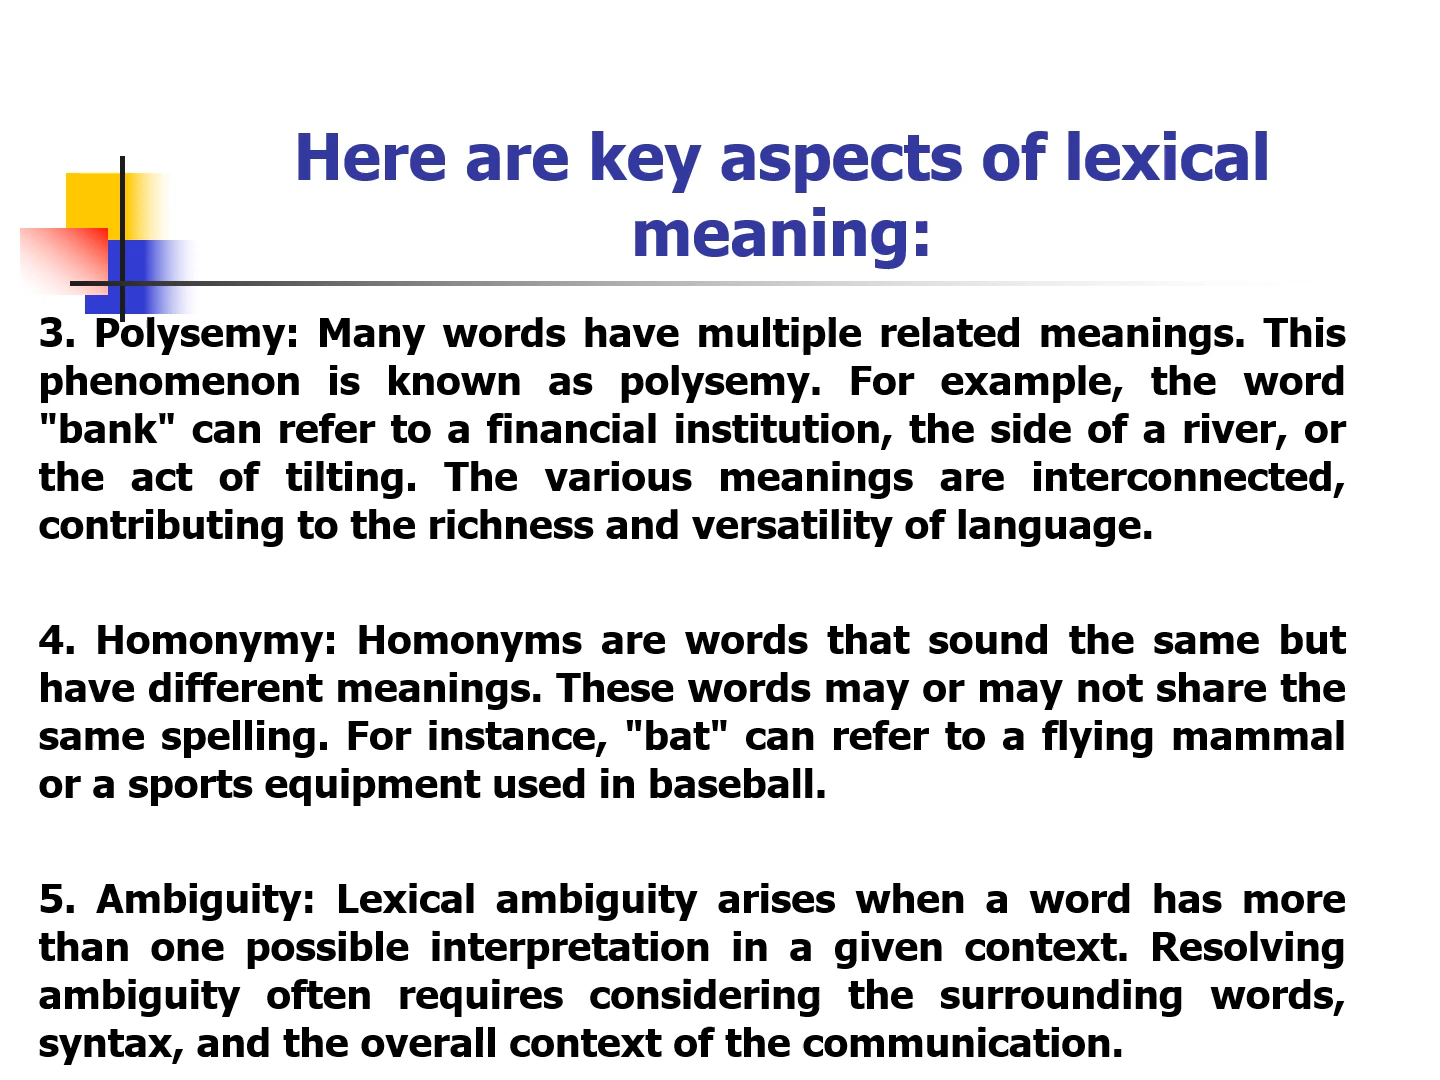 Here are key aspects of lexical
meaning:
3. Polysemy: Many words have multiple related meanings. This
phenomenon is known as polysemy. For example, the word
"bank" can refer to a financial institution, the side of a river, or
the act of tilting. The various meanings are interconnected,
contributing to the richness and versatility of language.
4. Homonymy: Homonyms are words that sound the same but
have different meanings. These words may or may not share the
same spelling. For instance, "bat" can refer to a flying mammal
or a sports equipment used in baseball.
5. Ambiguity: Lexical ambiguity arises when a word has more
than one possible interpretation in a given context. Resolving
ambiguity often requires considering the surrounding words,
syntax, and the overall context of the communication.